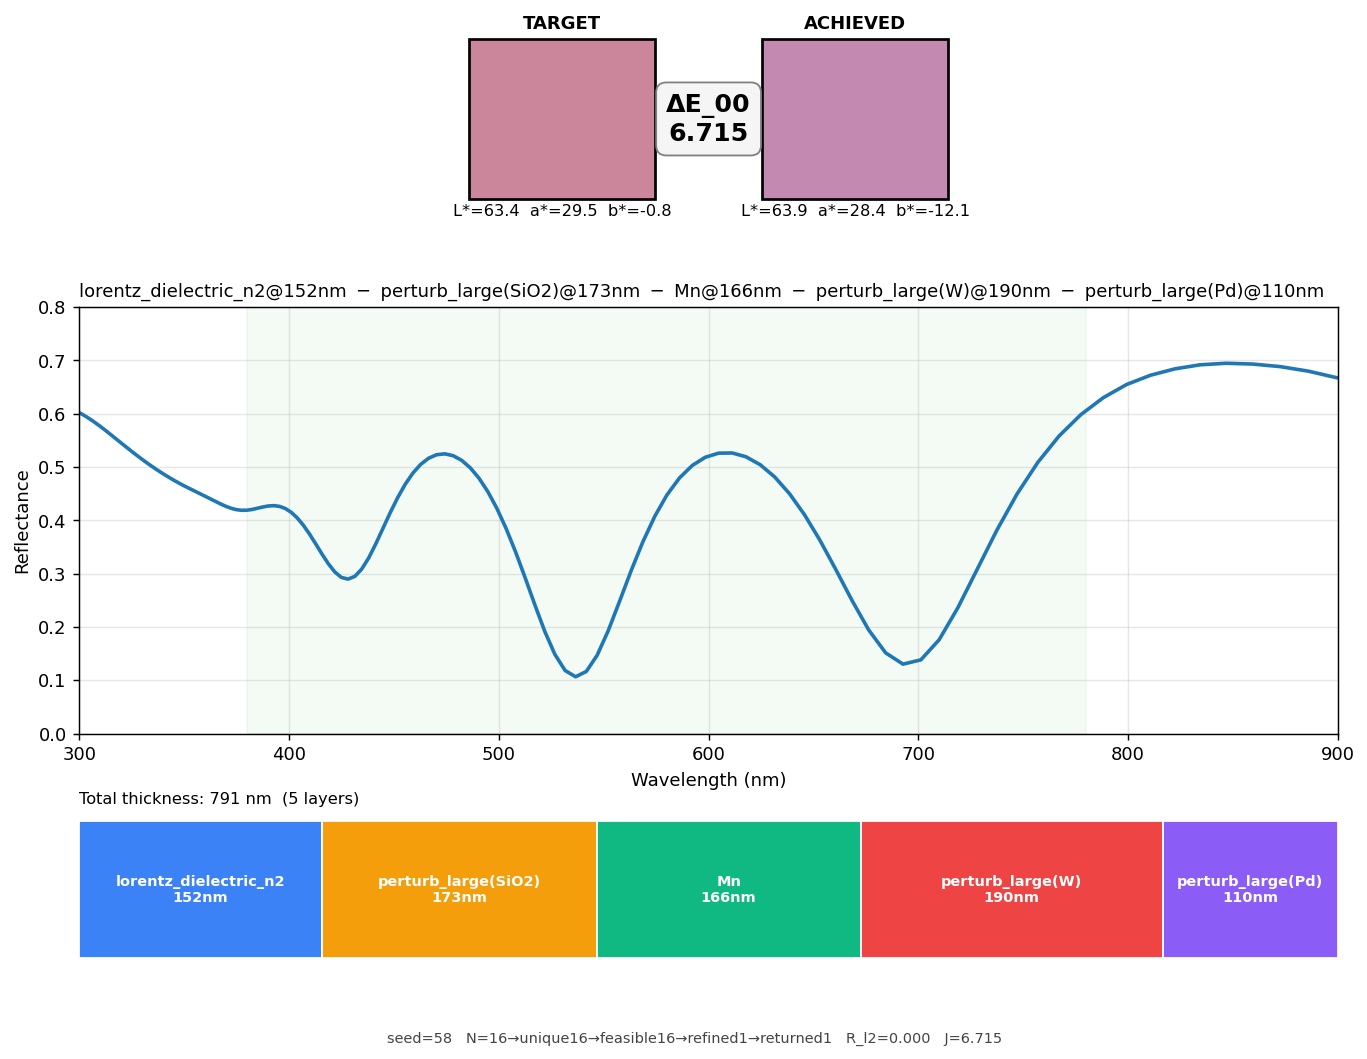 TARGET
ACHIEVED
ΔE_00
6.715
L*=63.4  a*=29.5  b*=-0.8
L*=63.9  a*=28.4  b*=-12.1
lorentz_dielectric_n2@152nm − perturb_large(SiO2)@173nm − Mn@166nm − perturb_large(W)@190nm − perturb_large(Pd)@110nm
0.8
0.7
0.6
0.5
0.4
0.3
0.2
0.1
0.0
Reflectance
300 400 500 600 700 800 900
Wavelength (nm)
Total thickness: 791 nm  (5 layers)
lorentz_dielectric_n2
152nm
perturb_large(SiO2)
173nm
Mn
166nm
perturb_large(W)
190nm
perturb_large(Pd)
110nm
seed=58   N=16→unique16→feasible16→refined1→returned1   R_l2=0.000   J=6.715